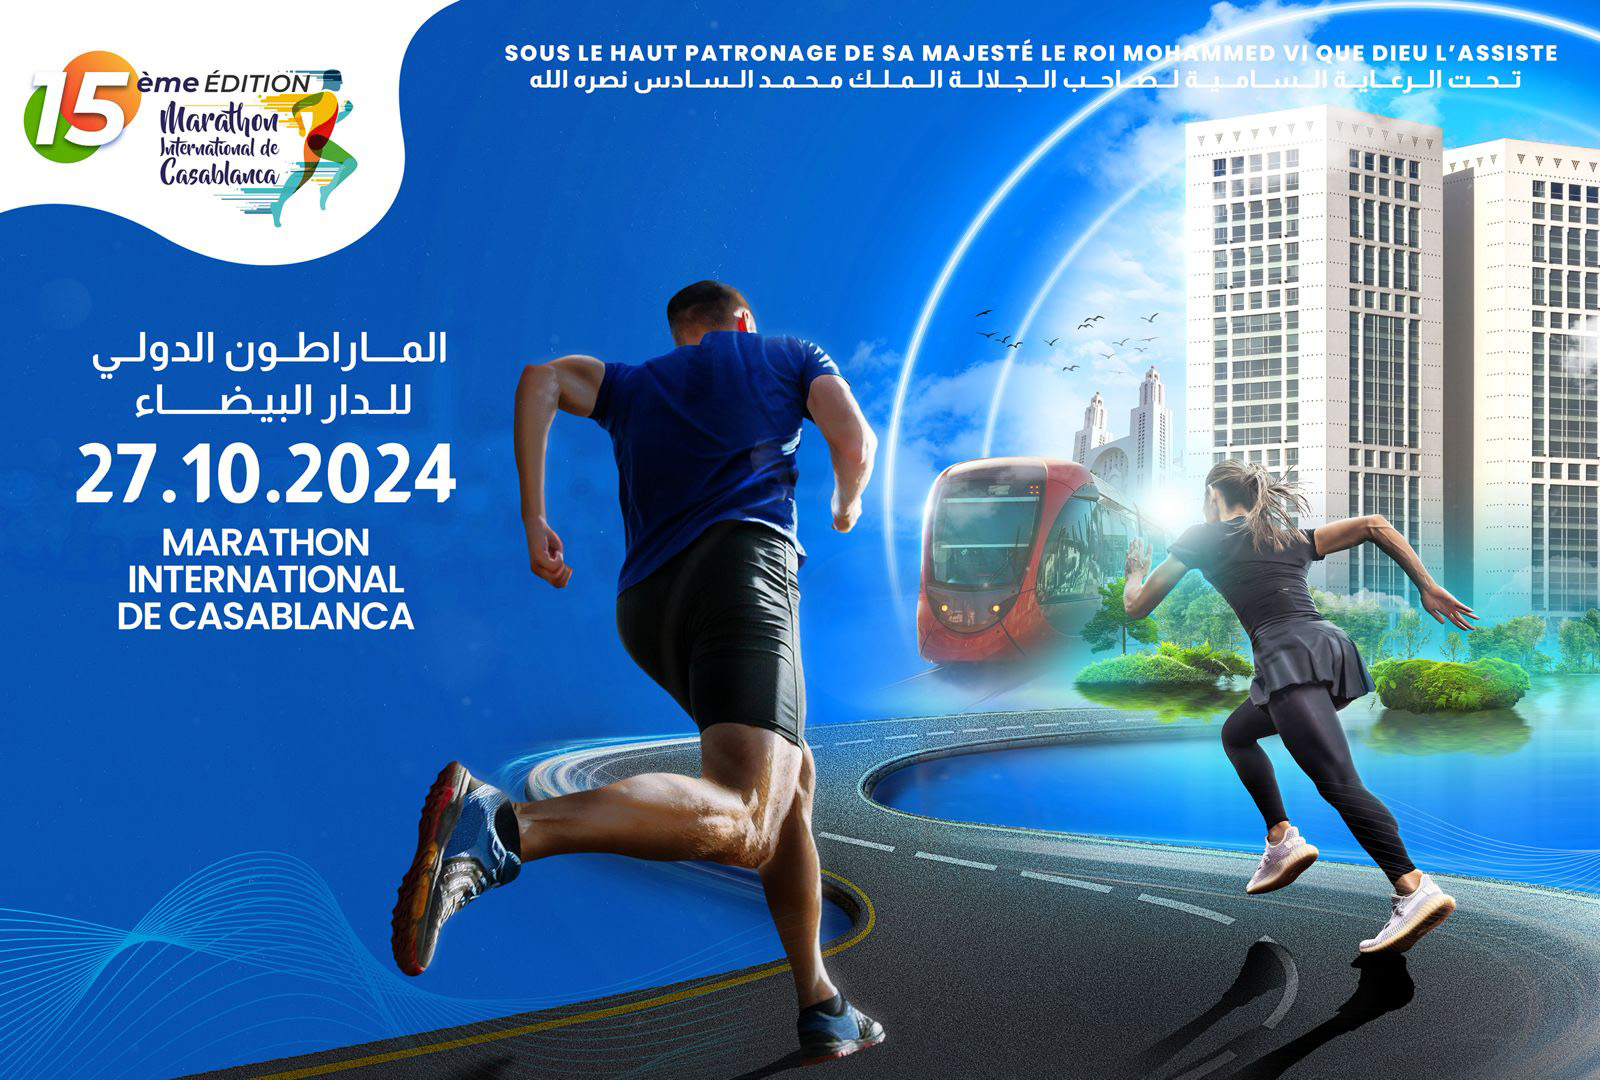 SOUS LE HAUT PATRONAGE DE SA MAJESTÉ LE ROI MOHAMMED VI QUE DIEU L'ASSISTE
تحت الرعاية السامية لصاحب الجلالة الملك محمد السادس نصره الله
15ème ÉDITION
Marathon
International de
Casablanca
الماراطون الدولي
للدار البيضاء
27.10.2024
MARATHON
INTERNATIONAL
DE CASABLANCA